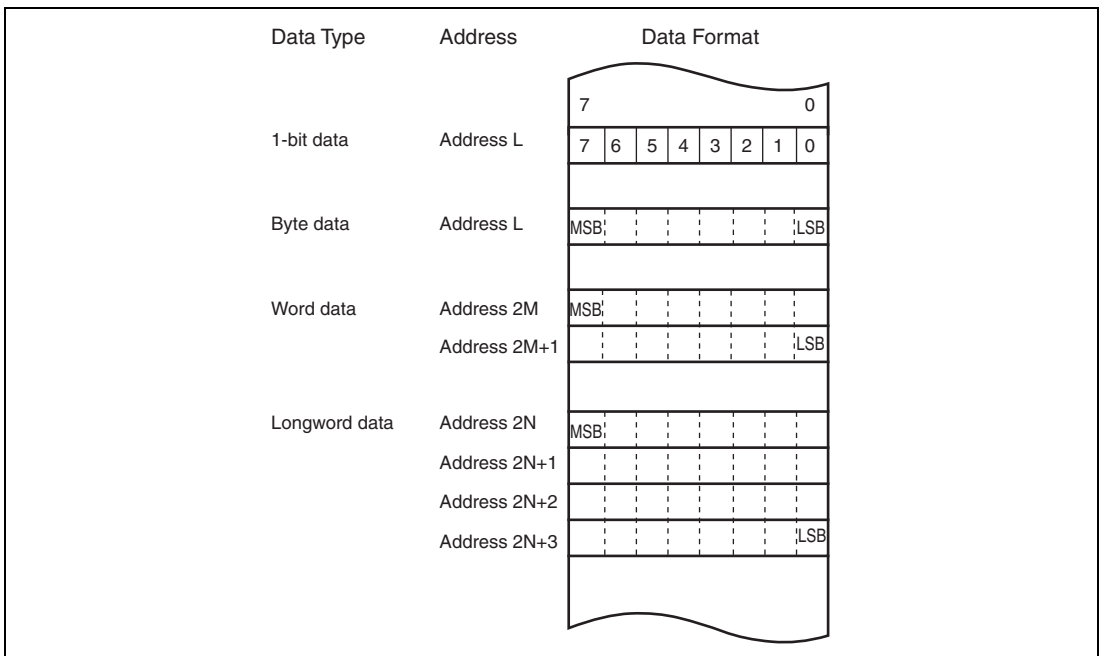 Data Type Address Data Format
7 0
1-bit data Address L 7 6 5 4 3 2 1 0
Byte data Address L MSB LSB
Word data Address 2M MSB
Address 2M+1 LSB
Longword data Address 2N MSB
Address 2N+1
Address 2N+2
Address 2N+3 LSB